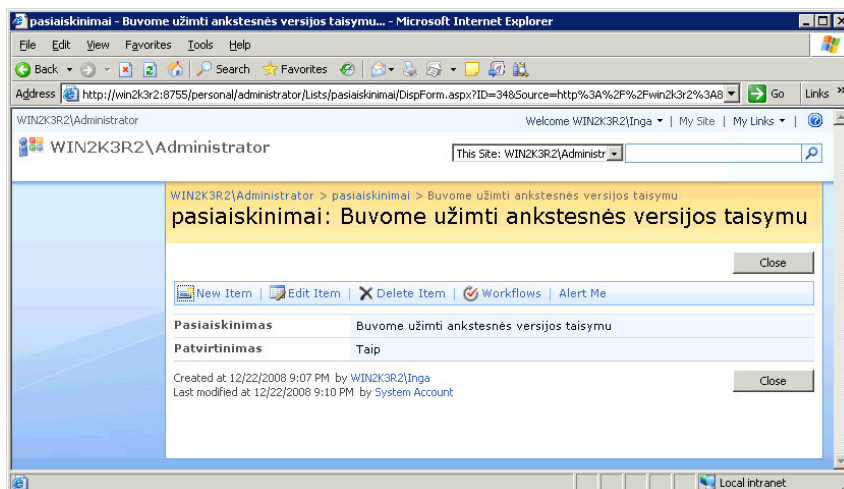 pasiaiskinimai - Buvome užimti ankstesnės versijos taisymu... - Microsoft Internet Explorer
File Edit View Favorites Tools Help
Back Search Favorites
Address http://win2k3r2:8755/personal/administrator/Lists/pasiaiskinimai/DispForm.aspx?ID=34&Source=http%3A%2F%2Fwin2k3r2%3A8 Go Links »
WIN2K3R2\Administrator Welcome WIN2K3R2\Inga | My Site | My Links |
WIN2K3R2\Administrator This Site: WIN2K3R2\Administr
WIN2K3R2\Administrator > pasiaiskinimai > Buvome užimti ankstesnės versijos taisymu
pasiaiskinimai: Buvome užimti ankstesnės versijos taisymu
Close
New Item | Edit Item | Delete Item | Workflows | Alert Me
Pasiaiskinimas Buvome užimti ankstesnės versijos taisymu
Patvirtinimas Taip
Created at 12/22/2008 9:07 PM by WIN2K3R2\Inga
Close
Last modified at 12/22/2008 9:10 PM by System Account
Local intranet